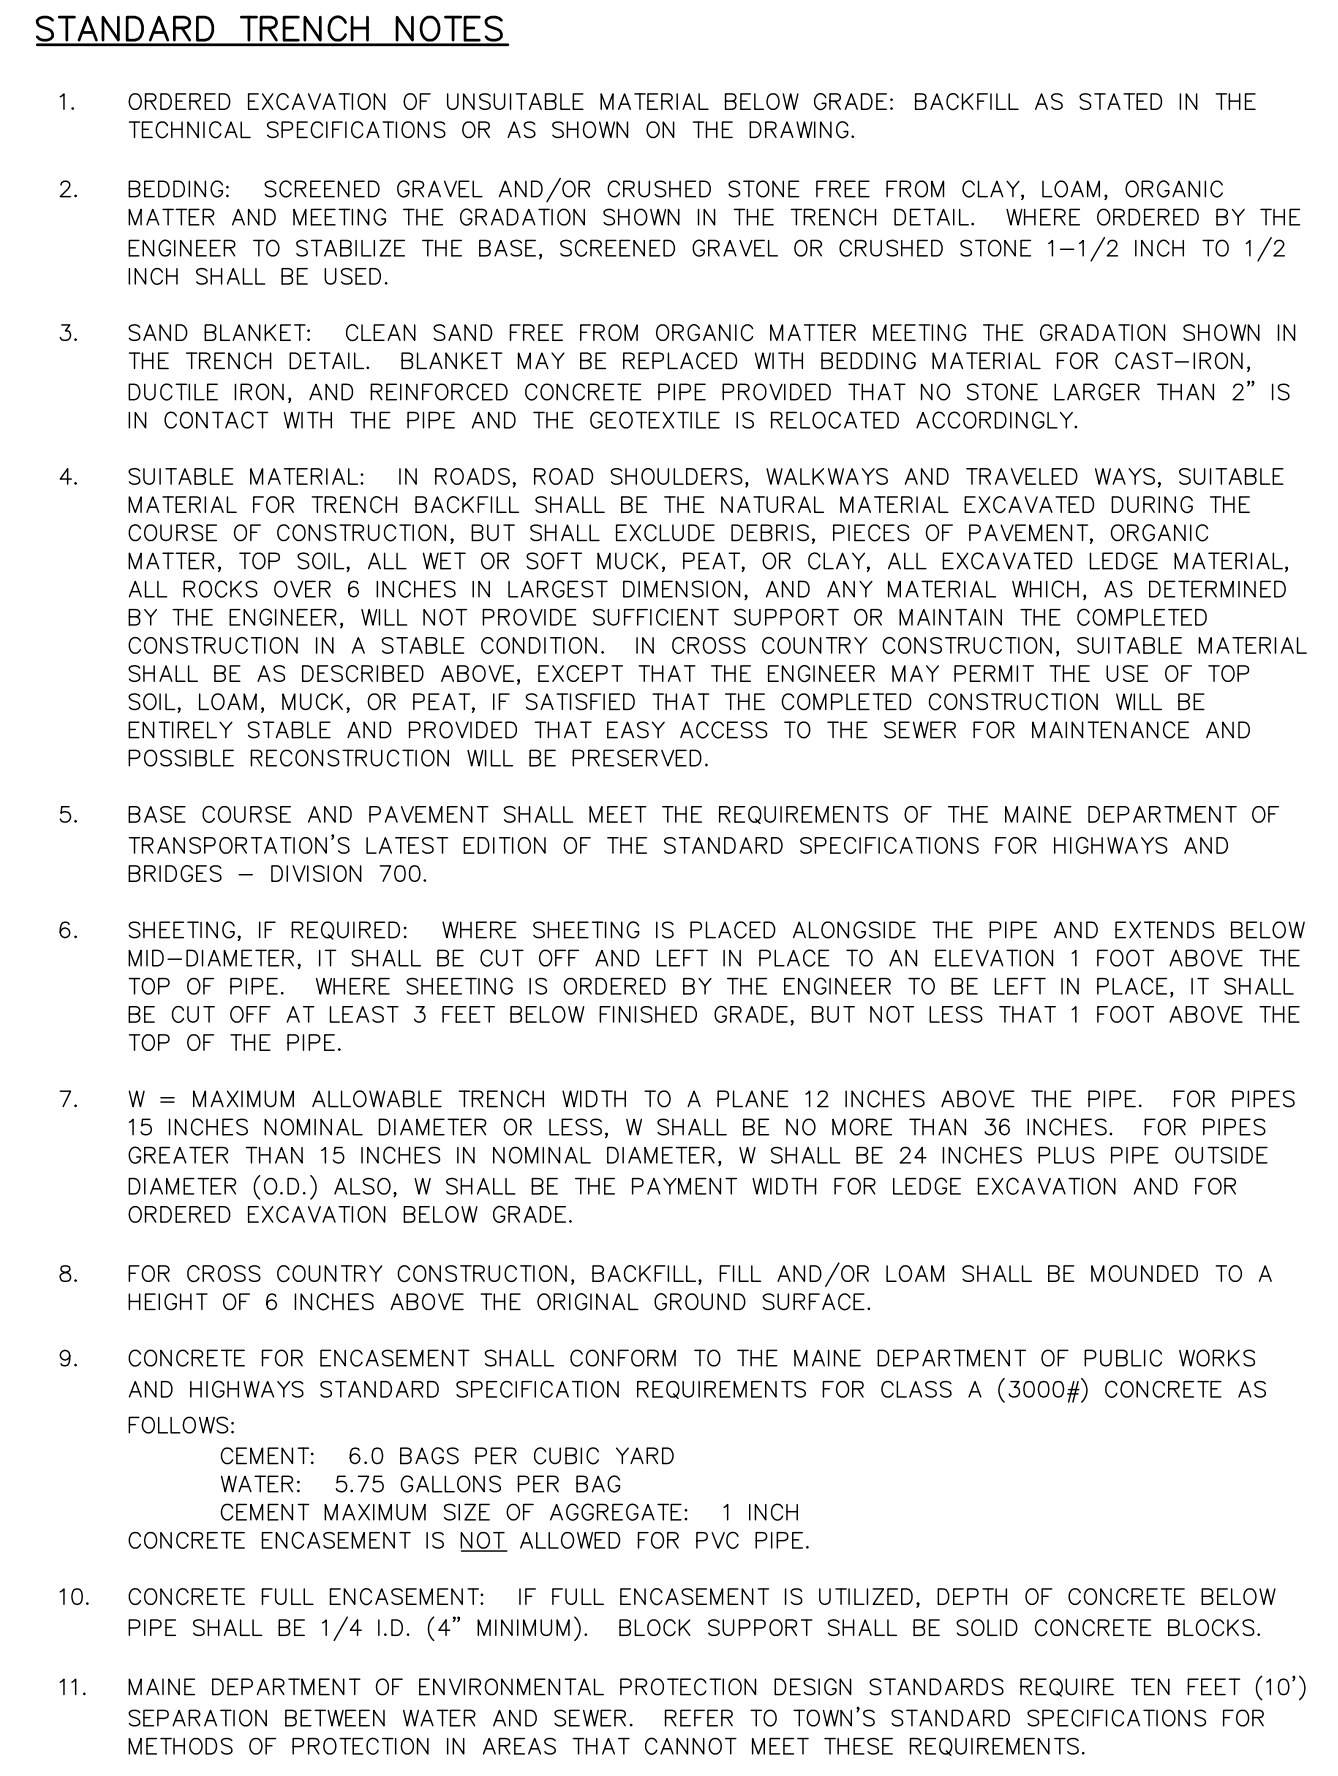 STANDARD TRENCH NOTES
1. ORDERED EXCAVATION OF UNSUITABLE MATERIAL BELOW GRADE: BACKFILL AS STATED IN THE
TECHNICAL SPECIFICATIONS OR AS SHOWN ON THE DRAWING.
2. BEDDING: SCREENED GRAVEL AND/OR CRUSHED STONE FREE FROM CLAY, LOAM, ORGANIC
MATTER AND MEETING THE GRADATION SHOWN IN THE TRENCH DETAIL. WHERE ORDERED BY THE
ENGINEER TO STABILIZE THE BASE, SCREENED GRAVEL OR CRUSHED STONE 1-1/2 INCH TO 1/2
INCH SHALL BE USED.
3. SAND BLANKET: CLEAN SAND FREE FROM ORGANIC MATTER MEETING THE GRADATION SHOWN IN
THE TRENCH DETAIL. BLANKET MAY BE REPLACED WITH BEDDING MATERIAL FOR CAST-IRON,
DUCTILE IRON, AND REINFORCED CONCRETE PIPE PROVIDED THAT NO STONE LARGER THAN 2" IS
IN CONTACT WITH THE PIPE AND THE GEOTEXTILE IS RELOCATED ACCORDINGLY.
4. SUITABLE MATERIAL: IN ROADS, ROAD SHOULDERS, WALKWAYS AND TRAVELED WAYS, SUITABLE
MATERIAL FOR TRENCH BACKFILL SHALL BE THE NATURAL MATERIAL EXCAVATED DURING THE
COURSE OF CONSTRUCTION, BUT SHALL EXCLUDE DEBRIS, PIECES OF PAVEMENT, ORGANIC
MATTER, TOP SOIL, ALL WET OR SOFT MUCK, PEAT, OR CLAY, ALL EXCAVATED LEDGE MATERIAL,
ALL ROCKS OVER 6 INCHES IN LARGEST DIMENSION, AND ANY MATERIAL WHICH, AS DETERMINED
BY THE ENGINEER, WILL NOT PROVIDE SUFFICIENT SUPPORT OR MAINTAIN THE COMPLETED
CONSTRUCTION IN A STABLE CONDITION. IN CROSS COUNTRY CONSTRUCTION, SUITABLE MATERIAL
SHALL BE AS DESCRIBED ABOVE, EXCEPT THAT THE ENGINEER MAY PERMIT THE USE OF TOP
SOIL, LOAM, MUCK, OR PEAT, IF SATISFIED THAT THE COMPLETED CONSTRUCTION WILL BE
ENTIRELY STABLE AND PROVIDED THAT EASY ACCESS TO THE SEWER FOR MAINTENANCE AND
POSSIBLE RECONSTRUCTION WILL BE PRESERVED.
5. BASE COURSE AND PAVEMENT SHALL MEET THE REQUIREMENTS OF THE MAINE DEPARTMENT OF
TRANSPORTATION'S LATEST EDITION OF THE STANDARD SPECIFICATIONS FOR HIGHWAYS AND
BRIDGES – DIVISION 700.
6. SHEETING, IF REQUIRED: WHERE SHEETING IS PLACED ALONGSIDE THE PIPE AND EXTENDS BELOW
MID-DIAMETER, IT SHALL BE CUT OFF AND LEFT IN PLACE TO AN ELEVATION 1 FOOT ABOVE THE
TOP OF PIPE. WHERE SHEETING IS ORDERED BY THE ENGINEER TO BE LEFT IN PLACE, IT SHALL
BE CUT OFF AT LEAST 3 FEET BELOW FINISHED GRADE, BUT NOT LESS THAT 1 FOOT ABOVE THE
TOP OF THE PIPE.
7. W = MAXIMUM ALLOWABLE TRENCH WIDTH TO A PLANE 12 INCHES ABOVE THE PIPE. FOR PIPES
15 INCHES NOMINAL DIAMETER OR LESS, W SHALL BE NO MORE THAN 36 INCHES. FOR PIPES
GREATER THAN 15 INCHES IN NOMINAL DIAMETER, W SHALL BE 24 INCHES PLUS PIPE OUTSIDE
DIAMETER (O.D.) ALSO, W SHALL BE THE PAYMENT WIDTH FOR LEDGE EXCAVATION AND FOR
ORDERED EXCAVATION BELOW GRADE.
8. FOR CROSS COUNTRY CONSTRUCTION, BACKFILL, FILL AND/OR LOAM SHALL BE MOUNDED TO A
HEIGHT OF 6 INCHES ABOVE THE ORIGINAL GROUND SURFACE.
9. CONCRETE FOR ENCASEMENT SHALL CONFORM TO THE MAINE DEPARTMENT OF PUBLIC WORKS
AND HIGHWAYS STANDARD SPECIFICATION REQUIREMENTS FOR CLASS A (3000#) CONCRETE AS
FOLLOWS:
CEMENT: 6.0 BAGS PER CUBIC YARD
WATER: 5.75 GALLONS PER BAG
CEMENT MAXIMUM SIZE OF AGGREGATE: 1 INCH
CONCRETE ENCASEMENT IS NOT ALLOWED FOR PVC PIPE.
10. CONCRETE FULL ENCASEMENT: IF FULL ENCASEMENT IS UTILIZED, DEPTH OF CONCRETE BELOW
PIPE SHALL BE 1/4 I.D. (4" MINIMUM). BLOCK SUPPORT SHALL BE SOLID CONCRETE BLOCKS.
11. MAINE DEPARTMENT OF ENVIRONMENTAL PROTECTION DESIGN STANDARDS REQUIRE TEN FEET (10')
SEPARATION BETWEEN WATER AND SEWER. REFER TO TOWN'S STANDARD SPECIFICATIONS FOR
METHODS OF PROTECTION IN AREAS THAT CANNOT MEET THESE REQUIREMENTS.